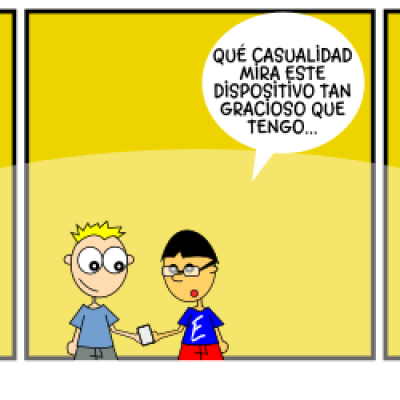 QUÉ CASUALIDAD
MIRA ESTE
DISPOSITIVO TAN
GRACIOSO QUE
TENGO...
E